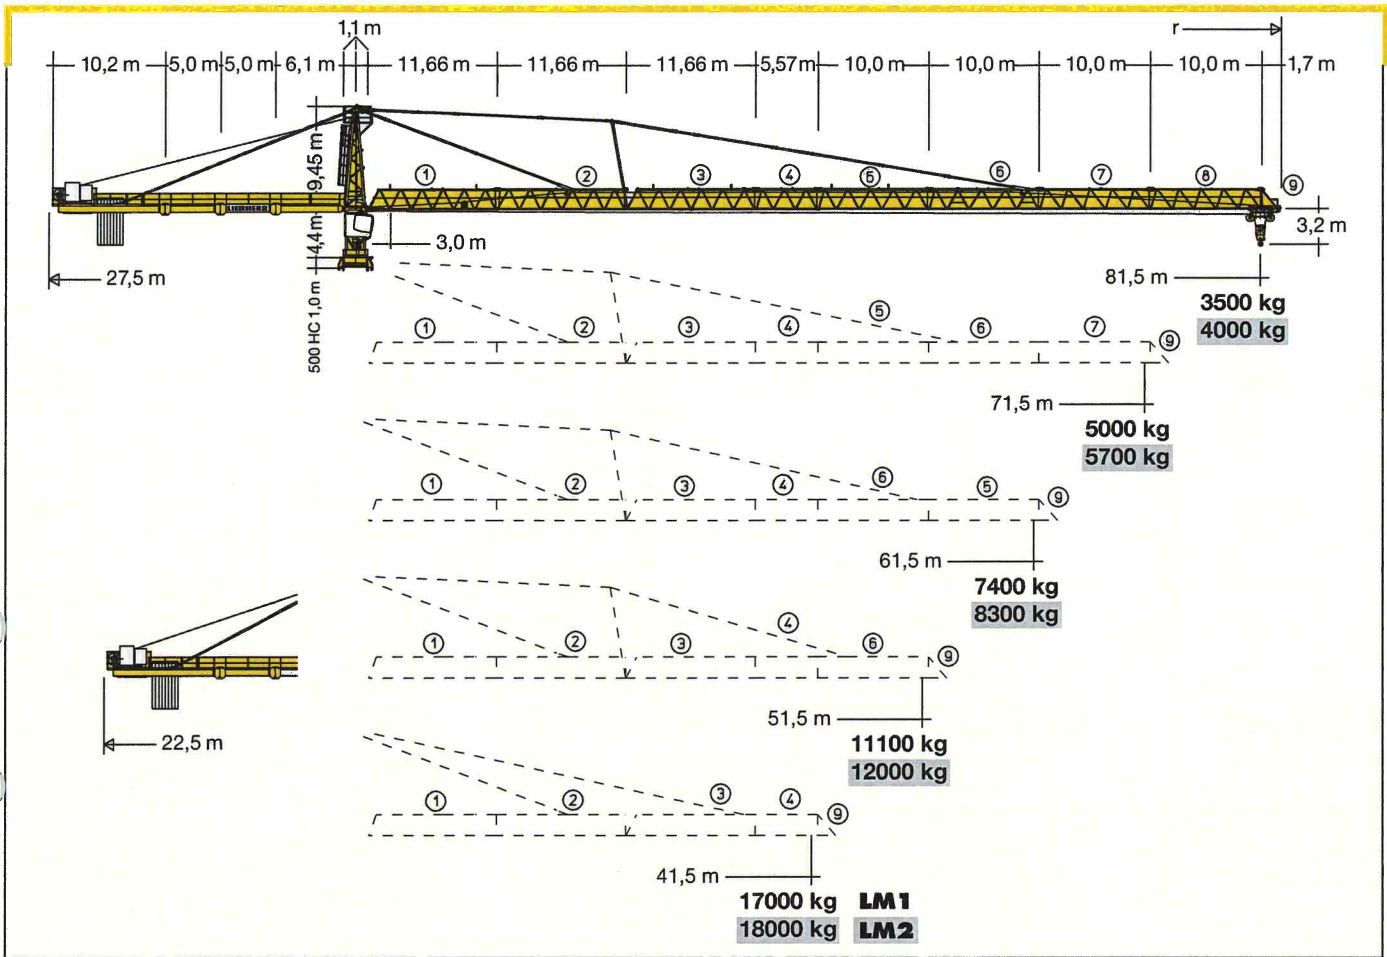 1,1 m
r
10,2 m 5,0 m 5,0 m 6,1 m 11,66 m 11,66 m 11,66 m 5,57m 10,0 m 10,0 m 10,0 m 10,0 m 1,7 m
9,45 m
1 2 3 4 5 6 7 8 9
LIEBHERR
4,4 m
3,0 m
3,2 m
27,5 m
500 HC 1,0 m
81,5 m
3500 kg
4000 kg
1 2 3 4 5 6 7 9
71,5 m
5000 kg
5700 kg
1 2 3 4 6 5 9
61,5 m
7400 kg
8300 kg
1 2 3 4 6 9
51,5 m
22,5 m
11100 kg
12000 kg
1 2 3 4 9
41,5 m
17000 kg LM1
18000 kg LM2